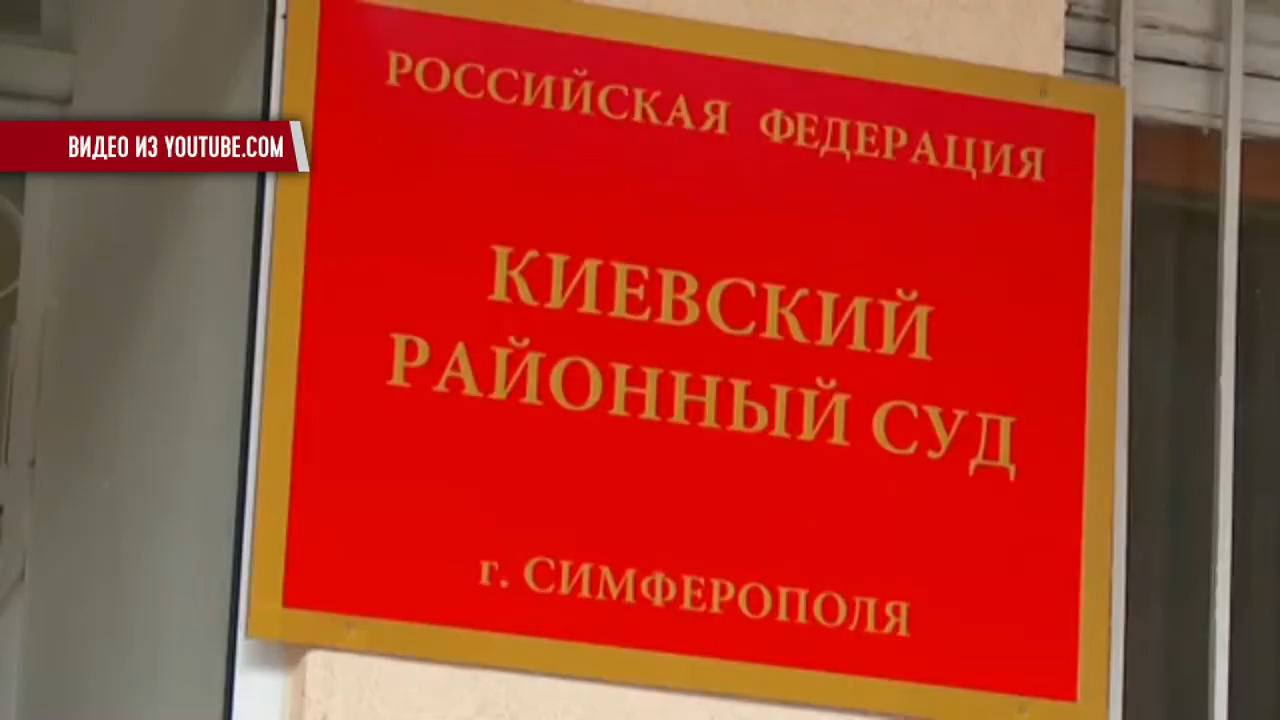 ВИДЕО ИЗ YOUTUBE.COM
РОССИЙСКАЯ ФЕДЕРАЦИЯ
КИЕВСКИЙ
РАЙОННЫЙ СУД
г. СИМФЕРОПОЛЯ